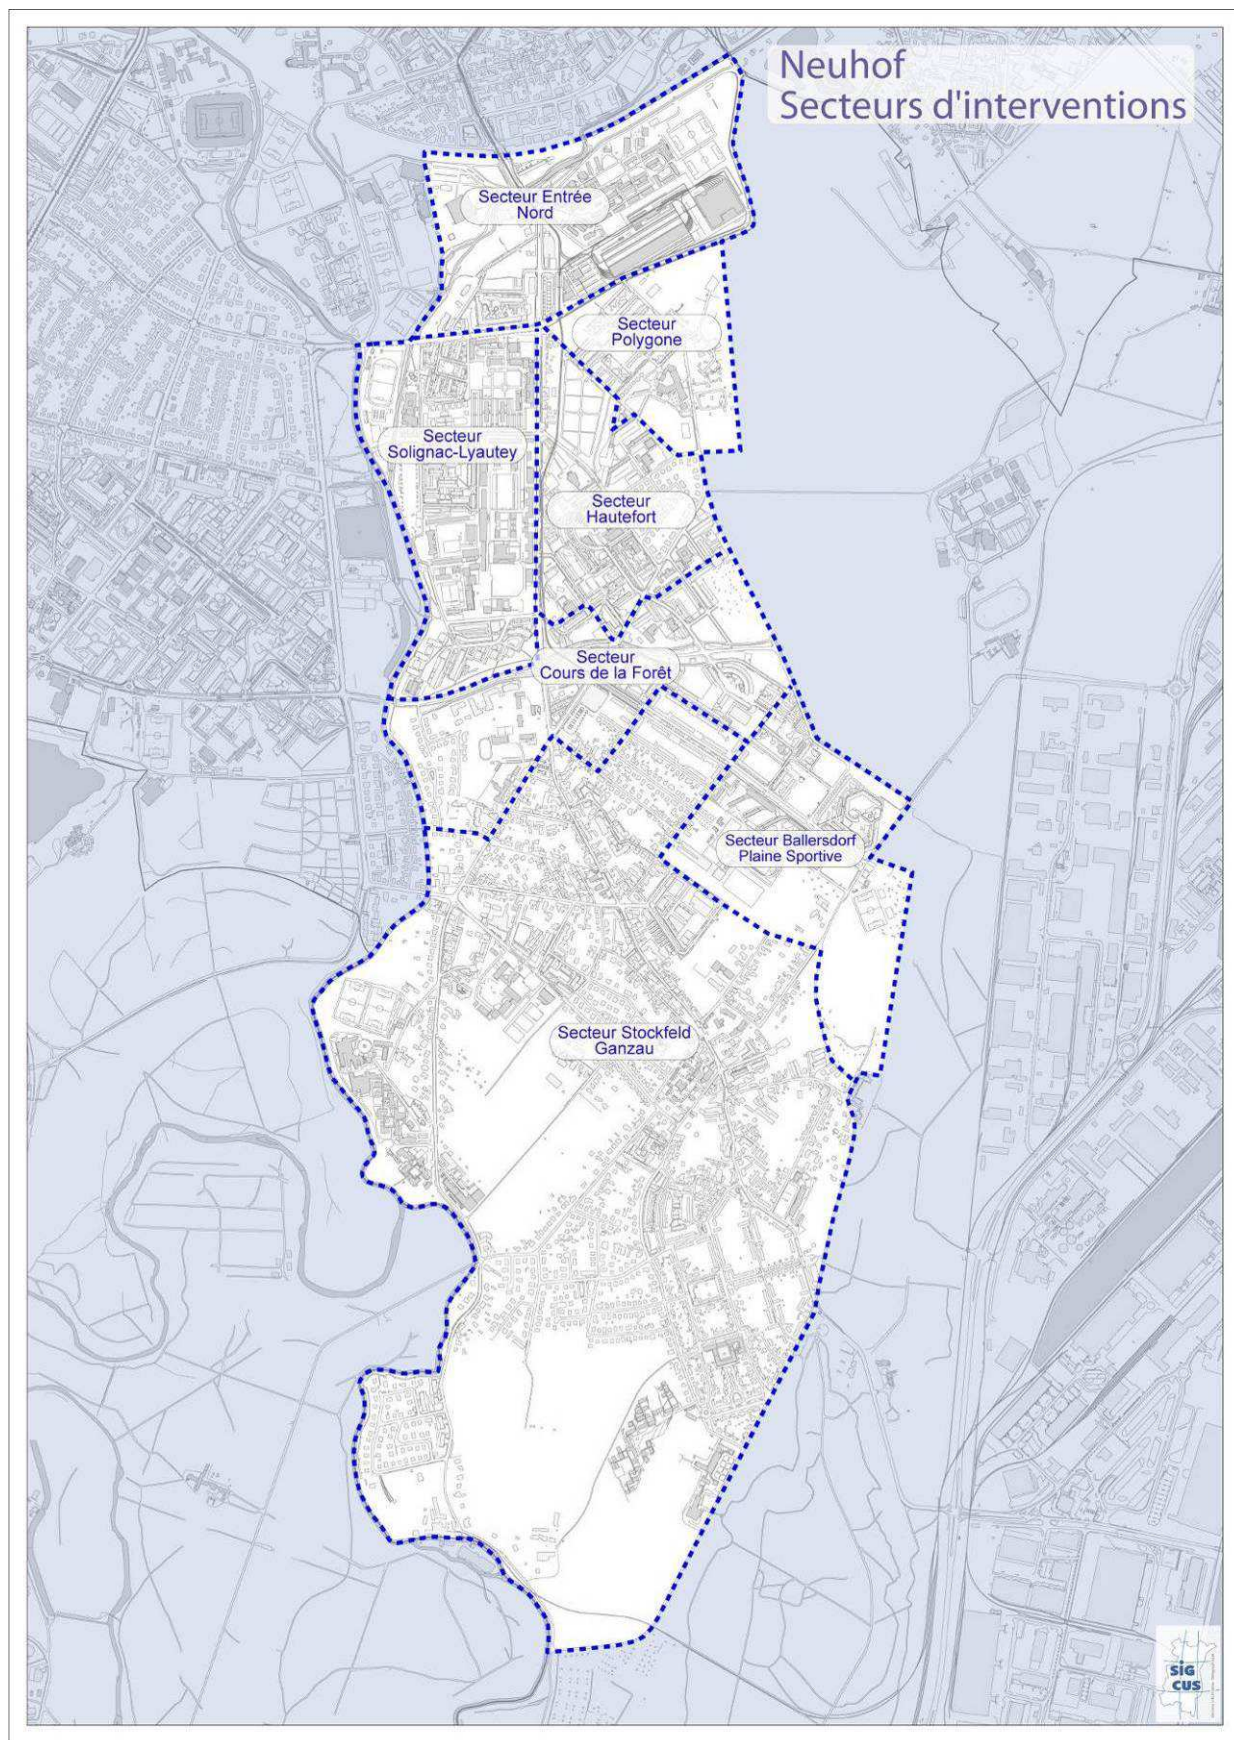 Neuhof
Secteurs d'interventions
Secteur Entrée
Nord
Secteur
Polygone
Secteur
Solignac-Lyautey
Secteur
Hautefort
Secteur
Cours de la Forêt
Secteur Ballersdorf
Plaine Sportive
Secteur Stockfeld
Ganzau
SIG
CUS